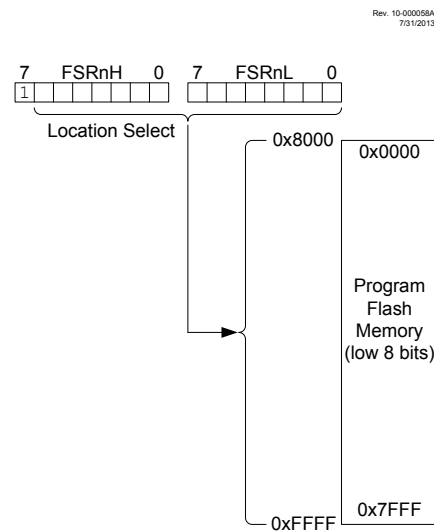 Rev. 10-000058A
7/31/2013
7 FSRnH 0 7 FSRnL 0
1
Location Select
0x8000 0x0000
Program
Flash
Memory
(low 8 bits)
0xFFFF 0x7FFF